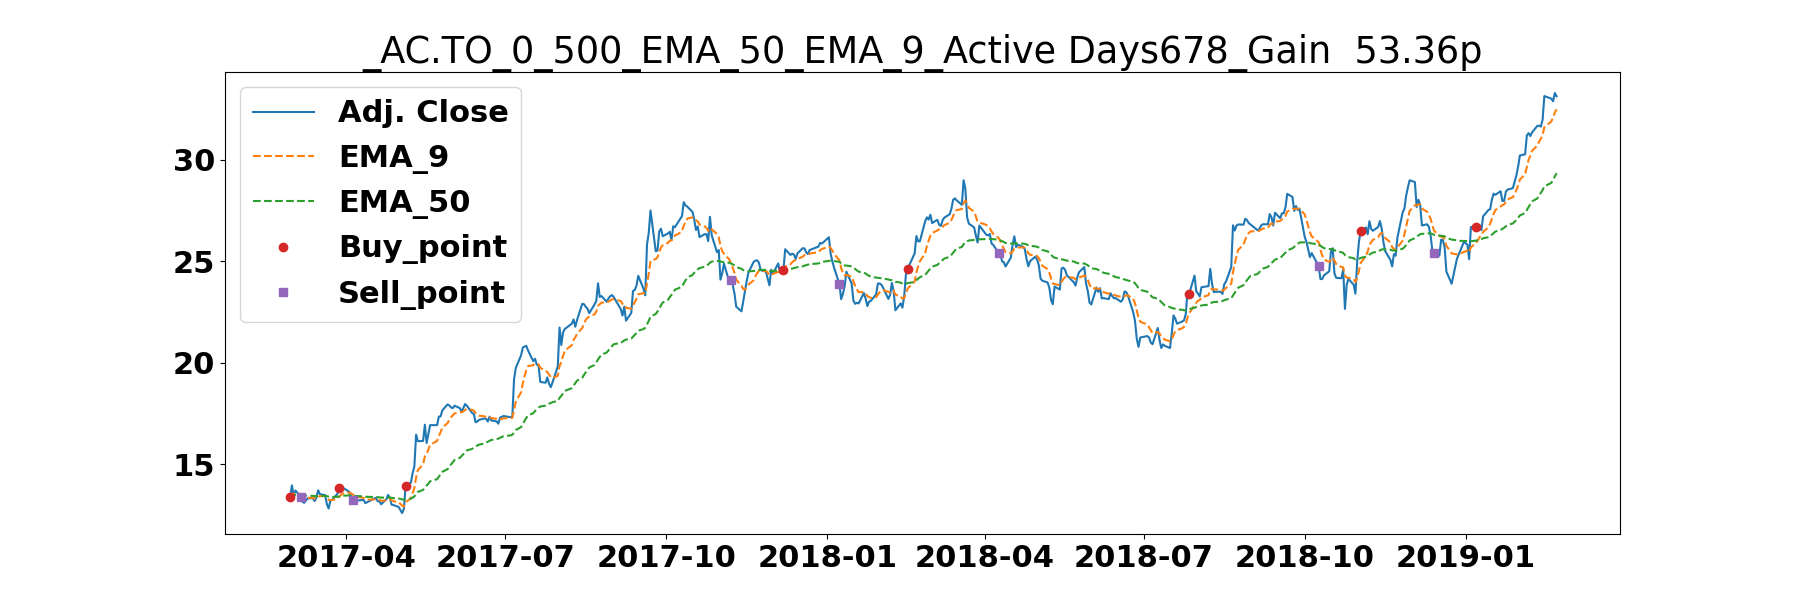 _AC.TO_0_500_EMA_50_EMA_9_Active Days678_Gain  53.36p
Adj. Close
EMA_9
EMA_50
Buy_point
Sell_point
30
25
20
15
2017-04 2017-07 2017-10 2018-01 2018-04 2018-07 2018-10 2019-01